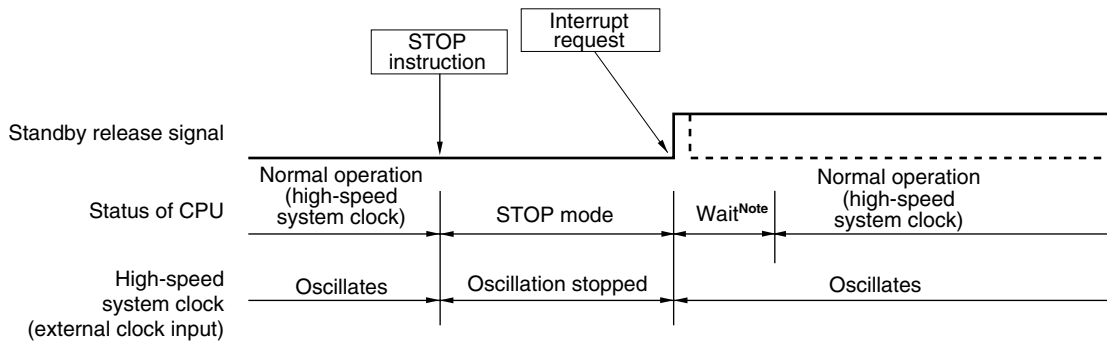 Interrupt
request
STOP
instruction
Standby release signal
Normal operation
(high-speed
system clock)
Normal operation
(high-speed
system clock)
Status of CPU
STOP mode
WaitNote
High-speed
system clock
(external clock input)
Oscillates
Oscillation stopped
Oscillates